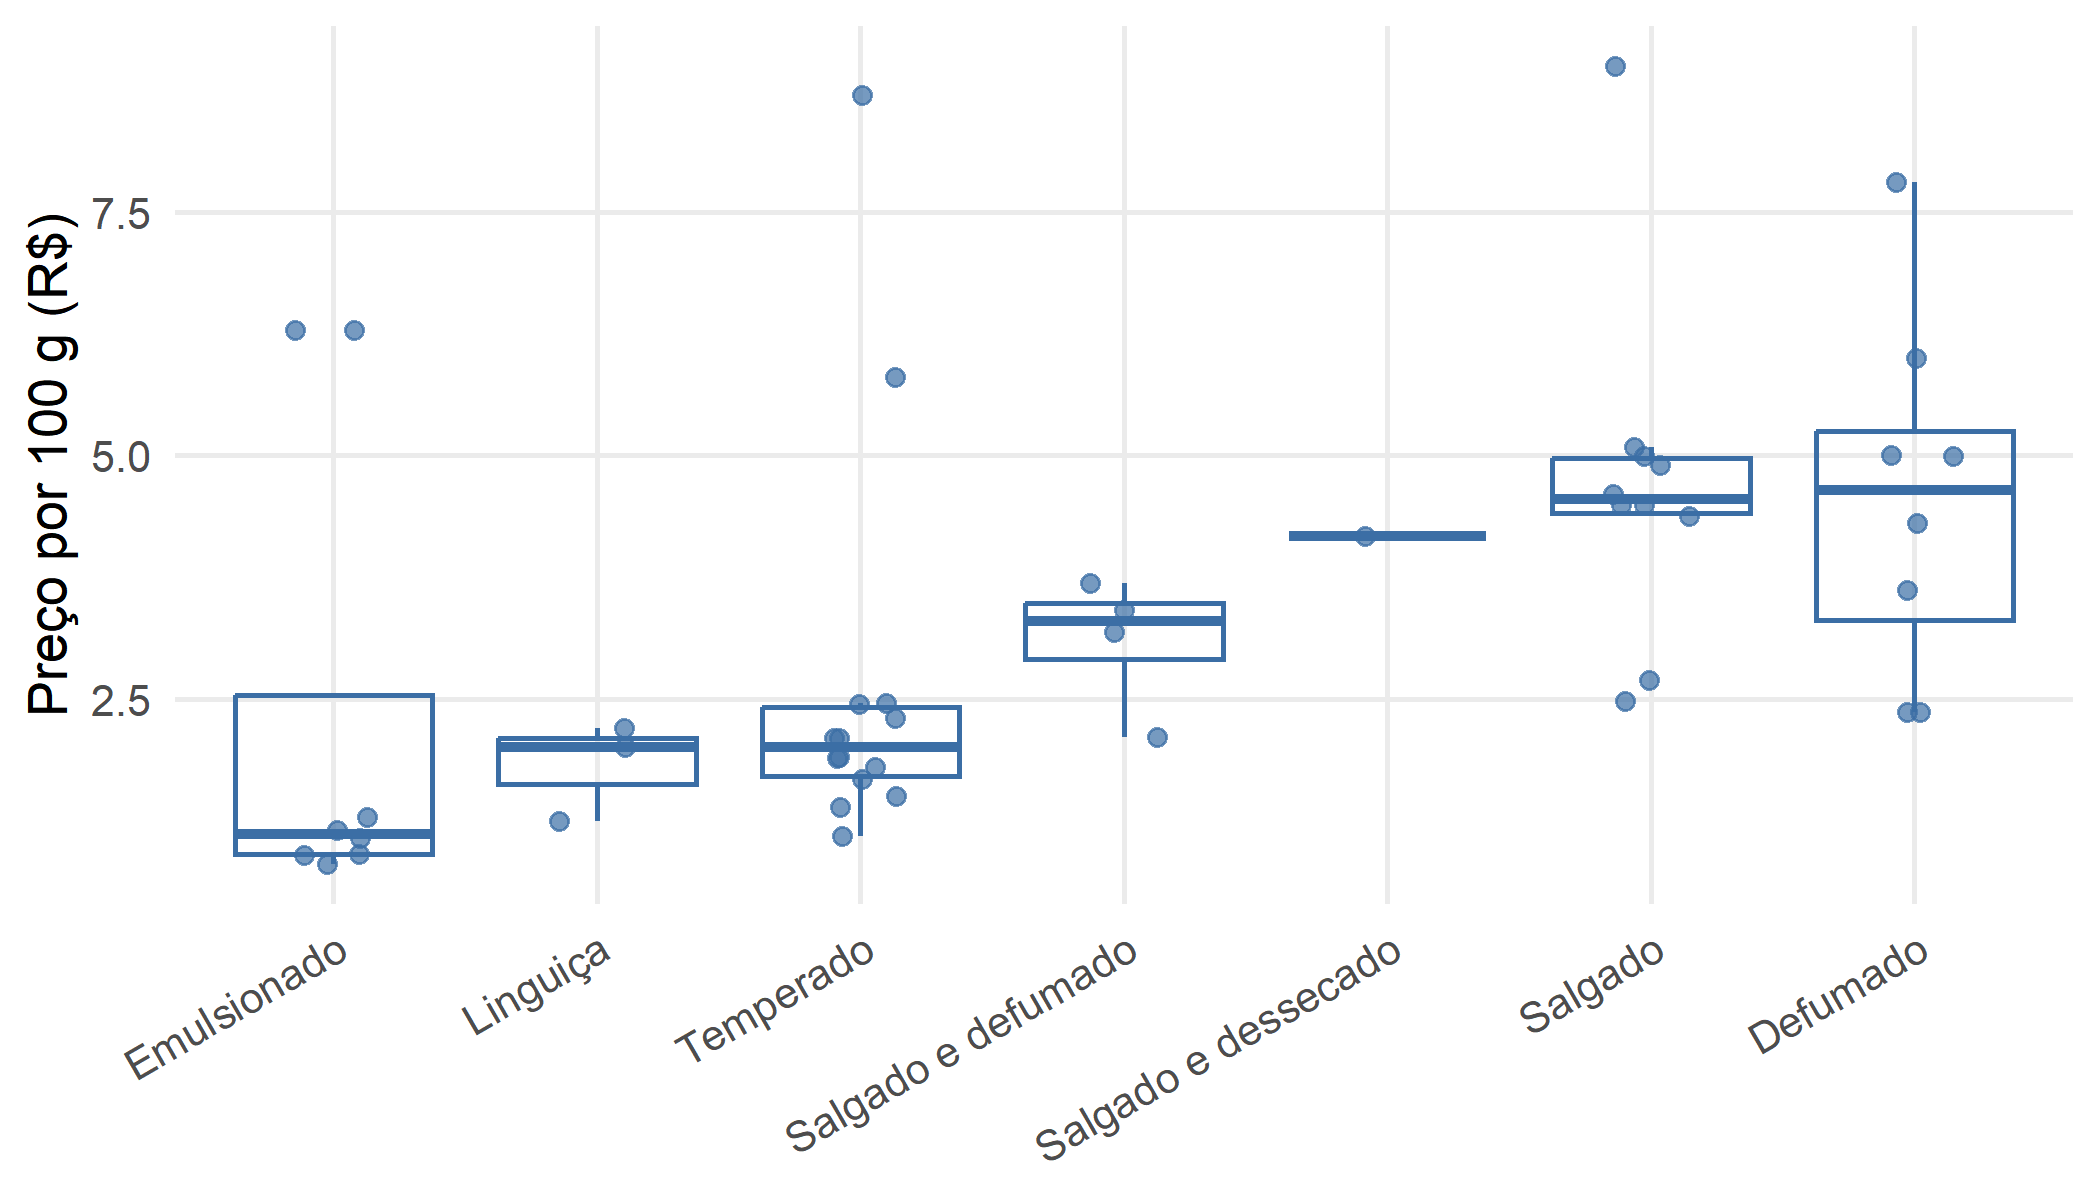 Preço por 100 g (R$)
7.5
5.0
2.5
Emulsionado
Linguiça
Temperado
Salgado e defumado
Salgado e dessecado
Salgado
Defumado